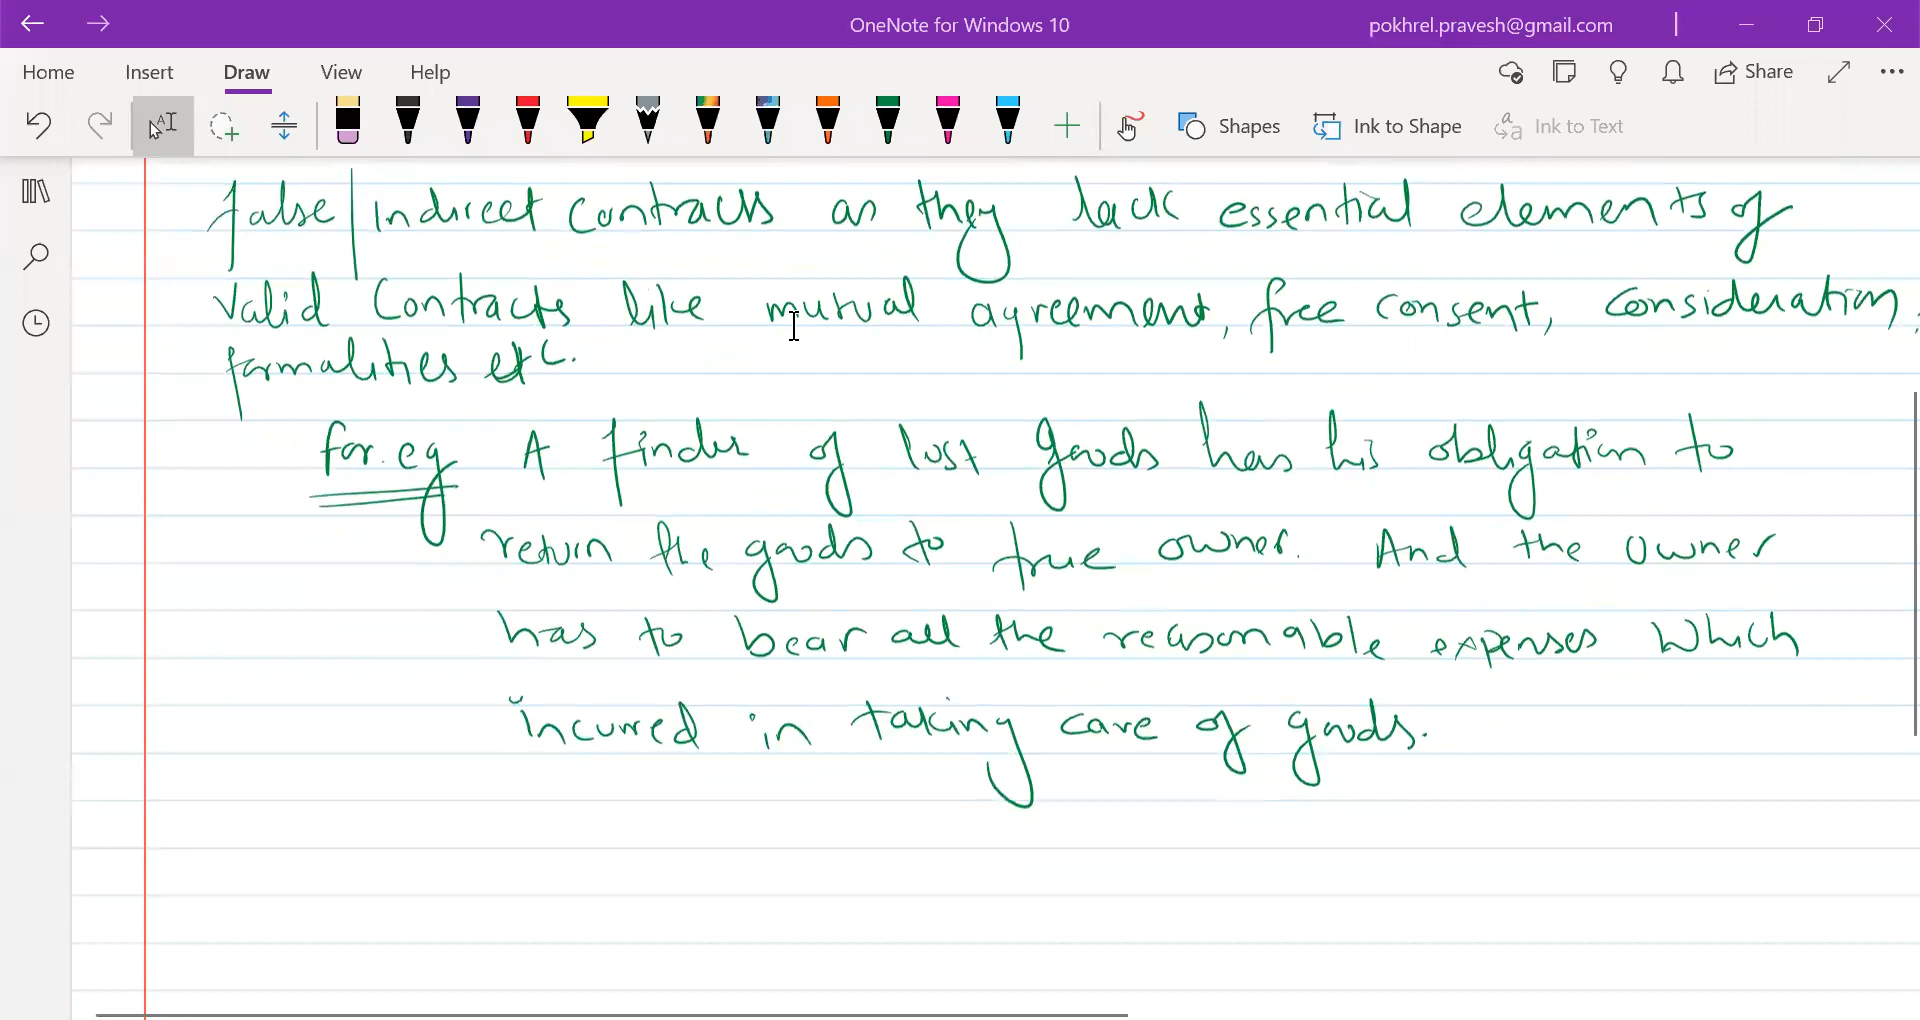 OneNote for Windows 10
pokhrel.pravesh@gmail.com
Home Insert Draw View Help
Share
Shapes Ink to Shape Ink to Text
false | Indirect contracts as they lack essential elements of
valid contracts like mutual agreement, free consent, consideration,
formalities etc.
for.eg A finder of lost goods has his obligation to
return the goods to true owner. And the owner
has to bear all the reasonable expenses which
incurred in taking care of goods.